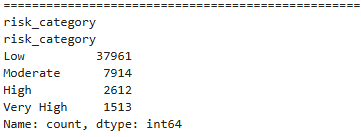 ==================================================
risk_category
risk_category
Low          37961
Moderate      7914
High          2612
Very High     1513
Name: count, dtype: int64